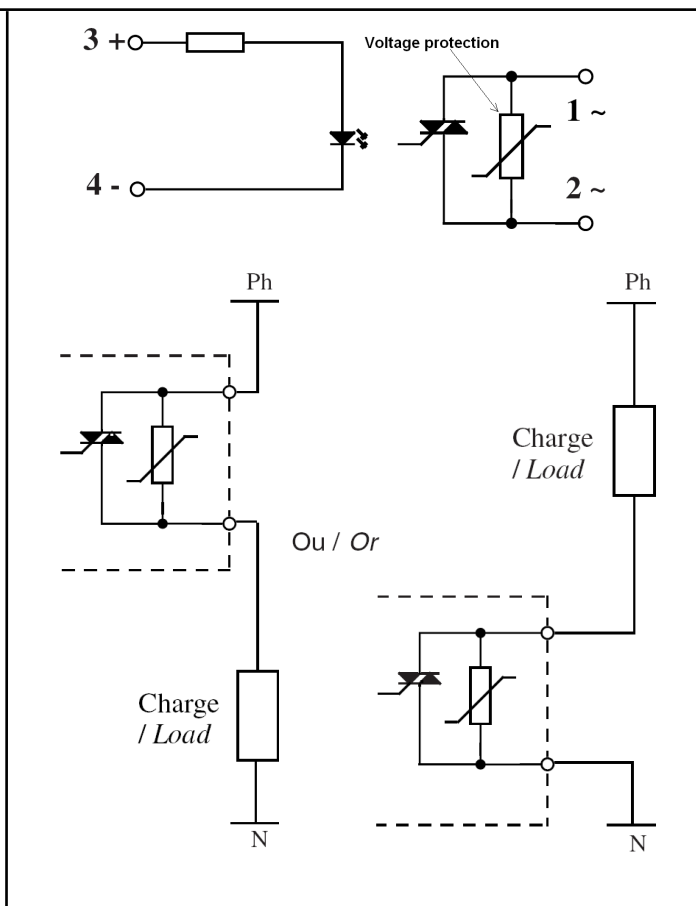 3 +
Voltage protection
1 ~
4 -
2 ~
Ph
Ph
Charge
/ Load
Ou / Or
Charge
/ Load
N
N